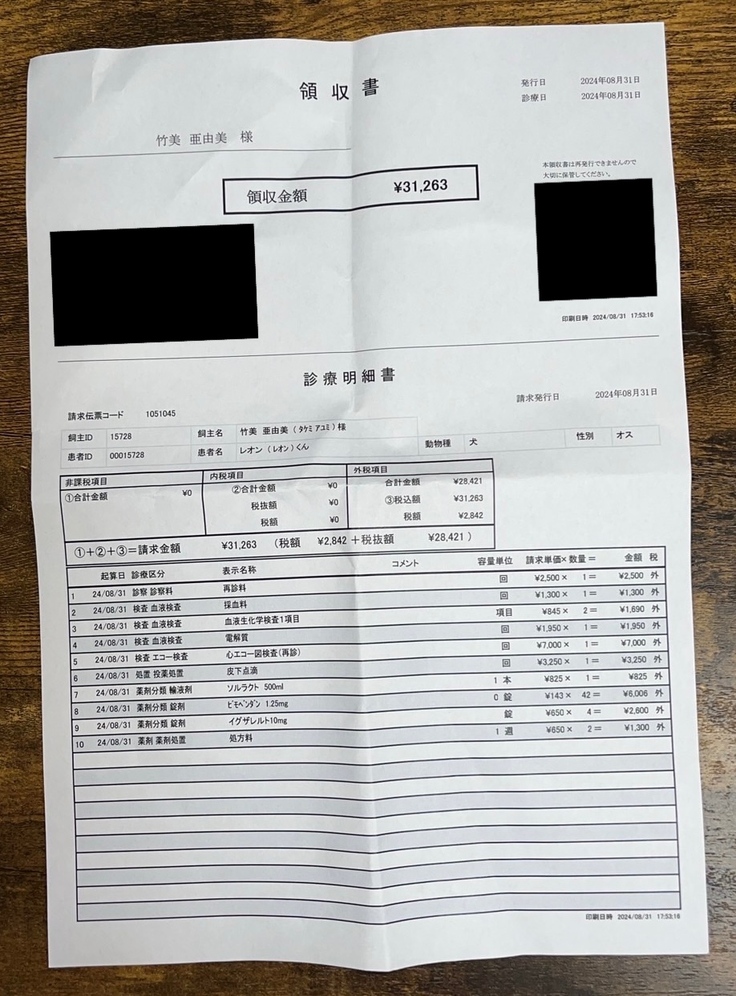 領収書
発行日 2024年08月31日
診療日 2024年08月31日
竹美 亜由美 様
本領収書は再発行できませんので
大切に保管してください。
領収金額 ¥31,263
印刷日時 2024/08/31 17:53:16
診療明細書
請求発行日 2024年08月31日
請求伝票コード 1051045
飼主ID 15728 飼主名 竹美 亜由美 (タケミ アユミ) 様
患者ID 00015728 患者名 レオン (レオン) くん 動物種 犬 性別 オス
非課税項目 内税項目 外税項目
①合計金額 ¥0 ②合計金額 ¥0 合計金額 ¥28,421
税抜額 ¥0 ③税込額 ¥31,263
税額 ¥0 税額 ¥2,842
①+②+③=請求金額 ¥31,263 (税額 ¥2,842 +税抜額 ¥28,421 )
起算日 診療区分 表示名称 コメント 容量単位 請求単価× 数量 = 金額 税
1 24/08/31 診察 診察料 再診料 回 ¥2,500 × 1 = ¥2,500 外
2 24/08/31 検査 血液検査 採血料 回 ¥1,300 × 1 = ¥1,300 外
3 24/08/31 検査 血液検査 血液生化学検査1項目 項目 ¥845 × 2 = ¥1,690 外
4 24/08/31 検査 血液検査 電解質 回 ¥1,950 × 1 = ¥1,950 外
5 24/08/31 検査 エコー検査 心エコー図検査(再診) 回 ¥7,000 × 1 = ¥7,000 外
6 24/08/31 処置 投薬処置 皮下点滴 回 ¥3,250 × 1 = ¥3,250 外
7 24/08/31 薬剤分類 輸液剤 ソルラクト 500ml 1 本 ¥825 × 1 = ¥825 外
8 24/08/31 薬剤分類 錠剤 ピモベンダン 1.25mg 0 錠 ¥143 × 42 = ¥6,006 外
9 24/08/31 薬剤分類 錠剤 イグザレルト10mg 錠 ¥650 × 4 = ¥2,600 外
10 24/08/31 薬剤 薬剤処置 処方料 1 週 ¥650 × 2 = ¥1,300 外
印刷日時 2024/08/31 17:53:16